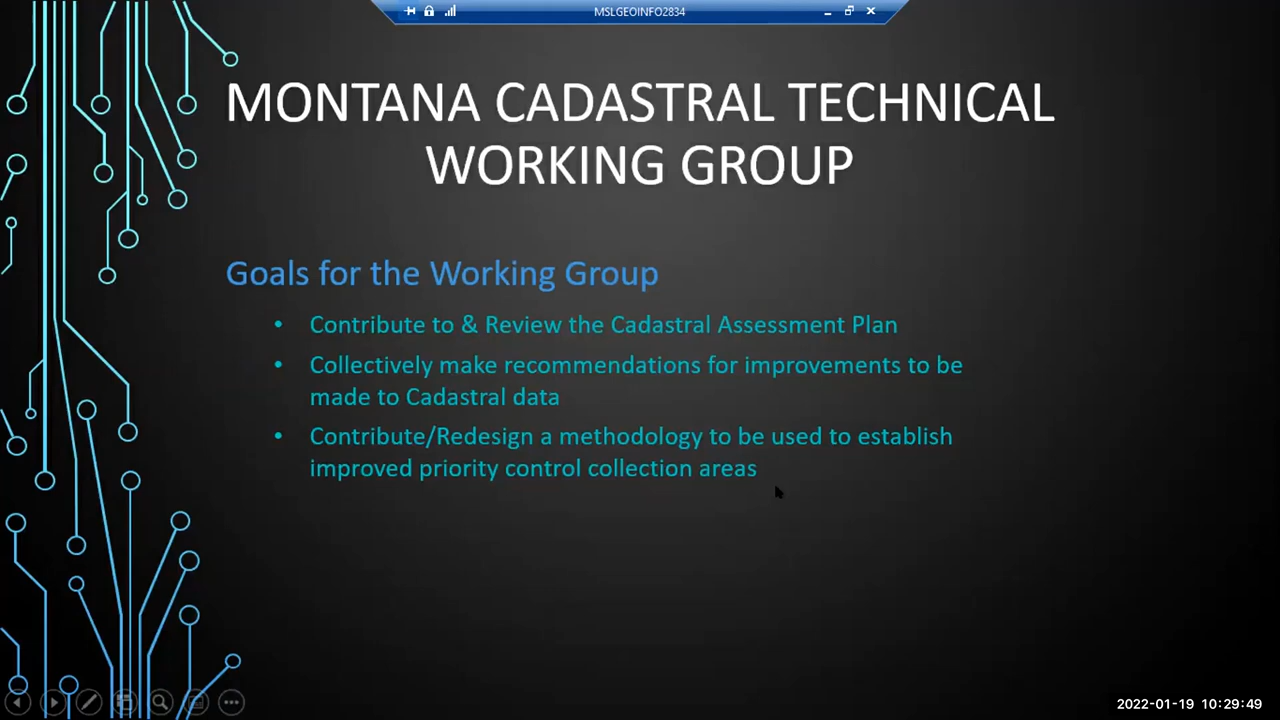 MSLGEOINFO2834
MONTANA CADASTRAL TECHNICAL
WORKING GROUP
Goals for the Working Group
• Contribute to & Review the Cadastral Assessment Plan
• Collectively make recommendations for improvements to be
made to Cadastral data
• Contribute/Redesign a methodology to be used to establish
improved priority control collection areas
2022-01-19 10:29:49